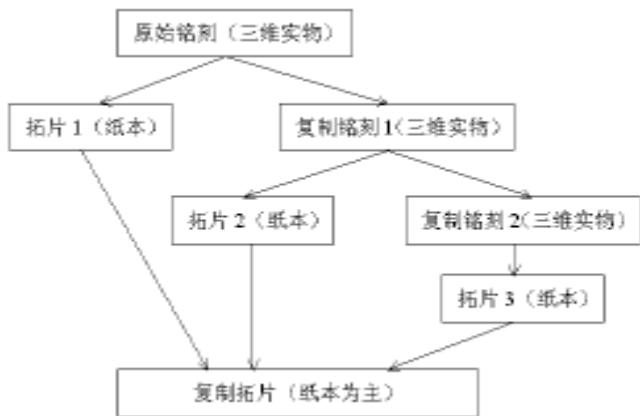 原始铭刻（三维实物）
拓片 1（纸本）
复制铭刻 1(三维实物）
拓片 2（纸本）
复制铭刻 2(三维实物）
拓片 3（纸本）
复制拓片（纸本为主）